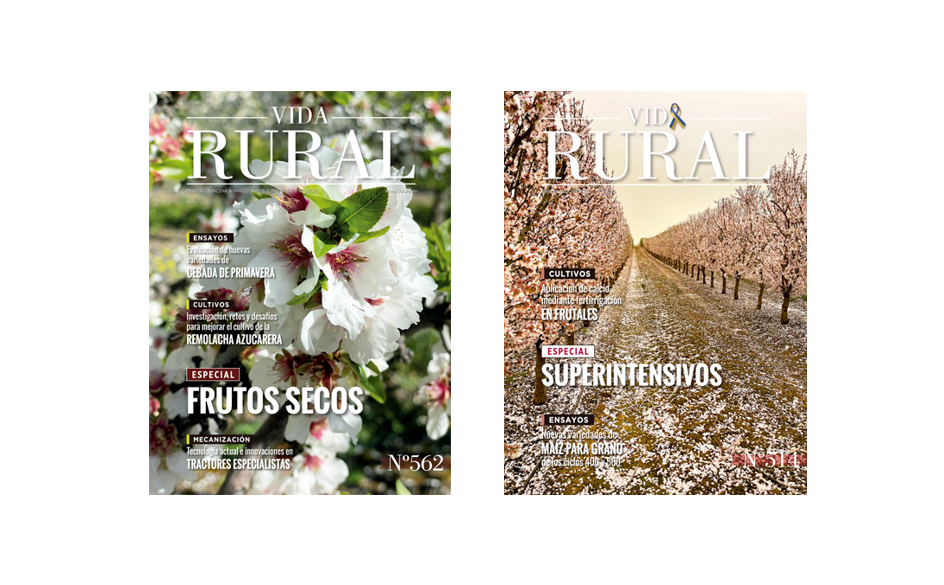 VIDA
RURAL
ENSAYOS
Evaluación de nuevas
variedades de
CEBADA DE PRIMAVERA
CULTIVOS
Investigación, retos y desafíos
para mejorar el cultivo de la
REMOLACHA AZUCARERA
ESPECIAL
FRUTOS SECOS
MECANIZACIÓN
Tecnología actual e innovaciones en
TRACTORES ESPECIALISTAS
Nº562
VIDA
RURAL
CULTIVOS
Aplicación de calcio
mediante fertirrigación
EN FRUTALES
ESPECIAL
SUPERINTENSIVOS
ENSAYOS
Nuevas variedades de
MAÍZ PARA GRANO
de los ciclos 400 y 500
Nº514